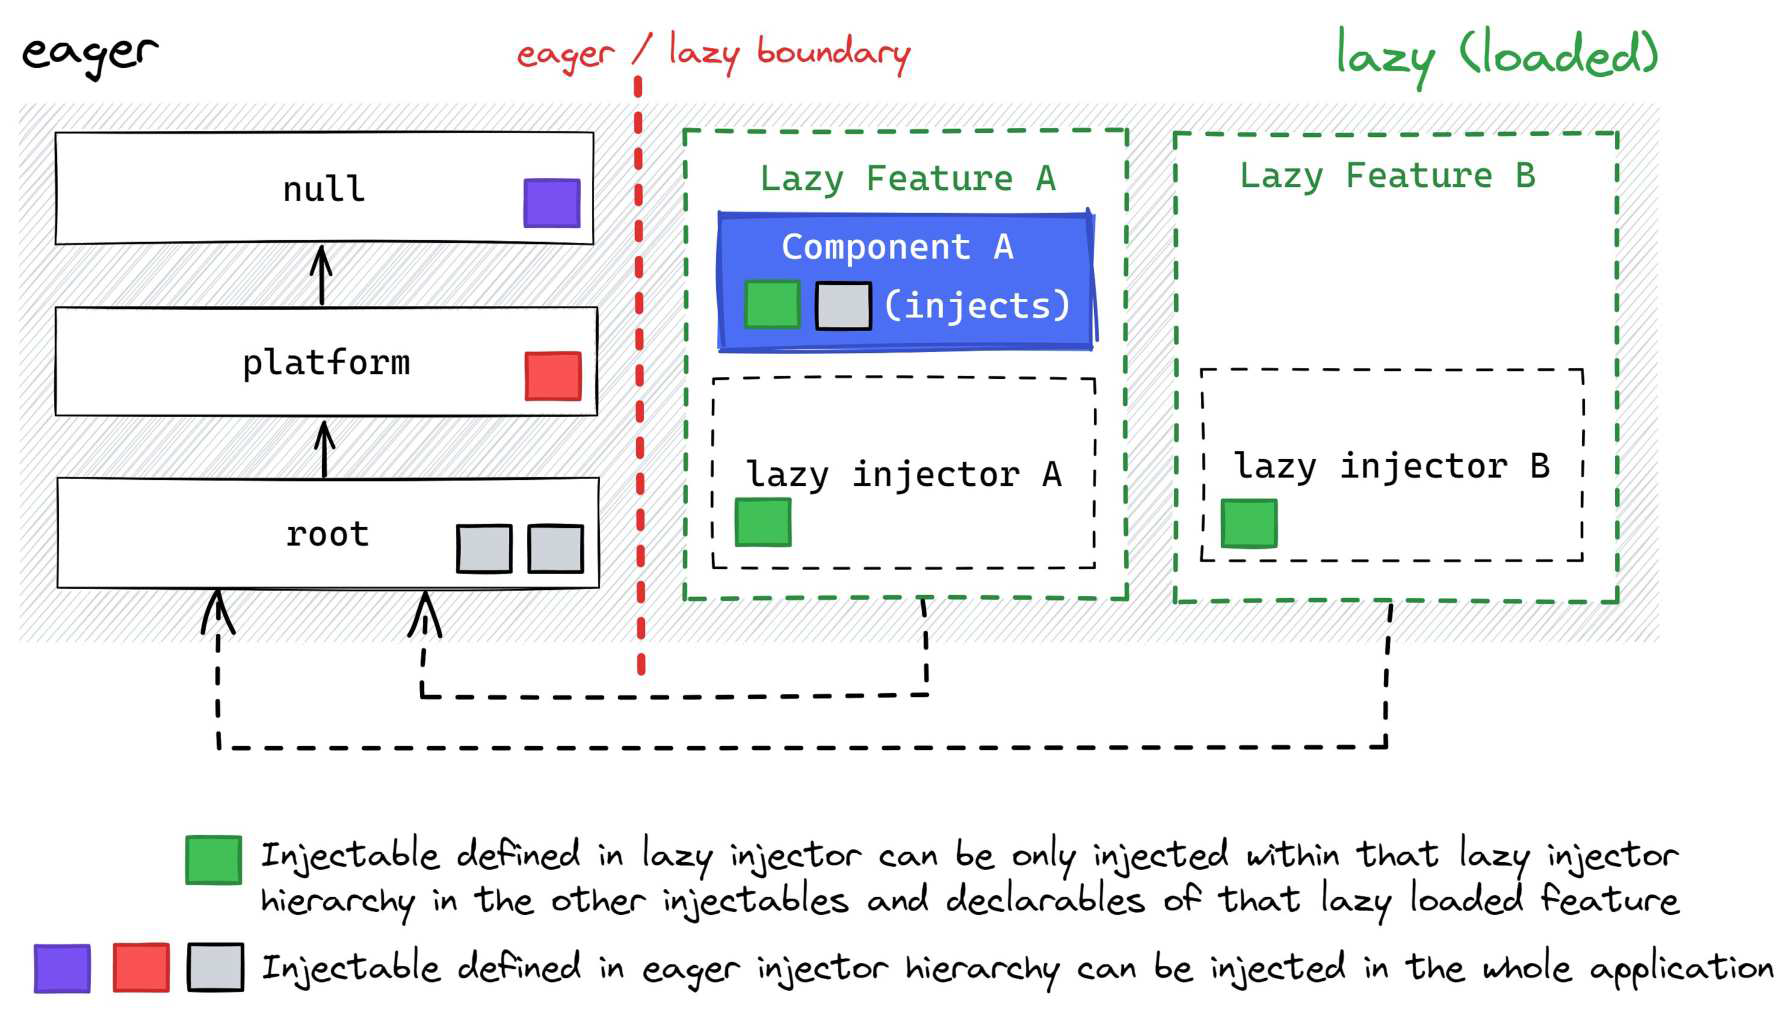 eager
eager / lazy boundary
lazy (loaded)
null
platform
root
Lazy Feature A
Component A
(injects)
lazy injector A
Lazy Feature B
lazy injector B
Injectable defined in lazy injector can be only injected within that lazy injector
hierarchy in the other injectables and declarables of that lazy loaded feature
Injectable defined in eager injector hierarchy can be injected in the whole application